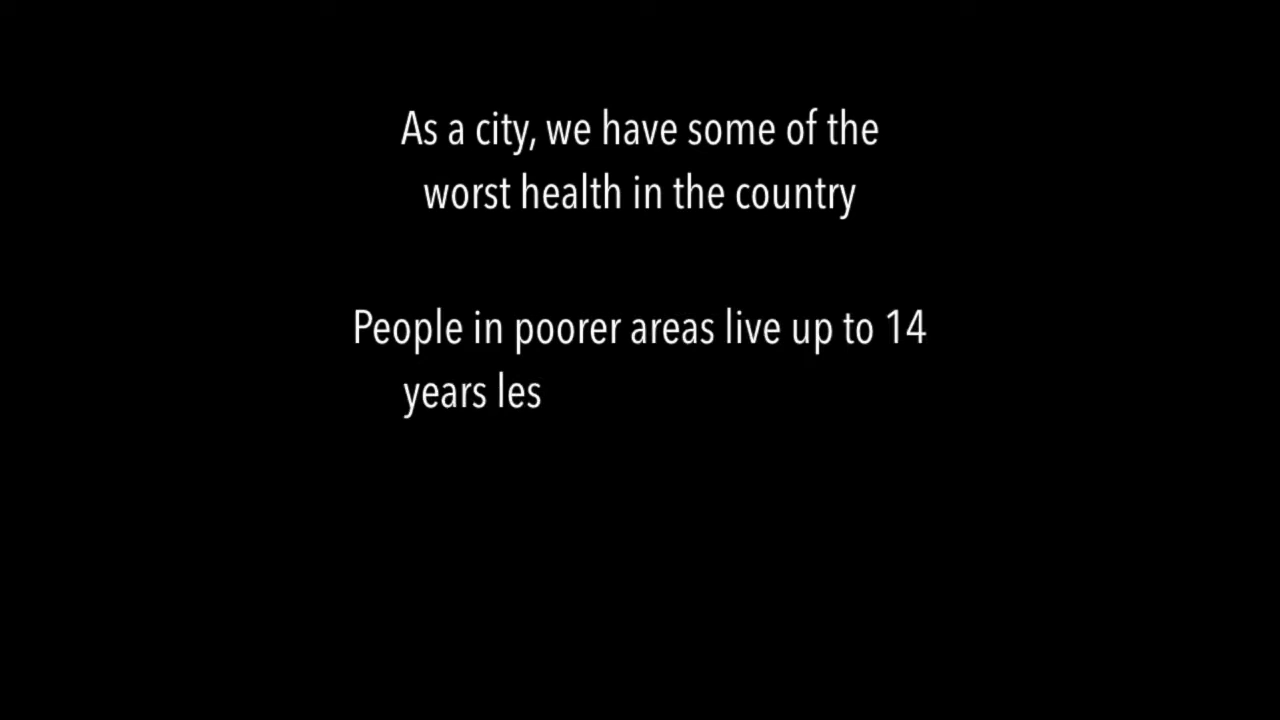 As a city, we have some of the
worst health in the country
People in poorer areas live up to 14
years les